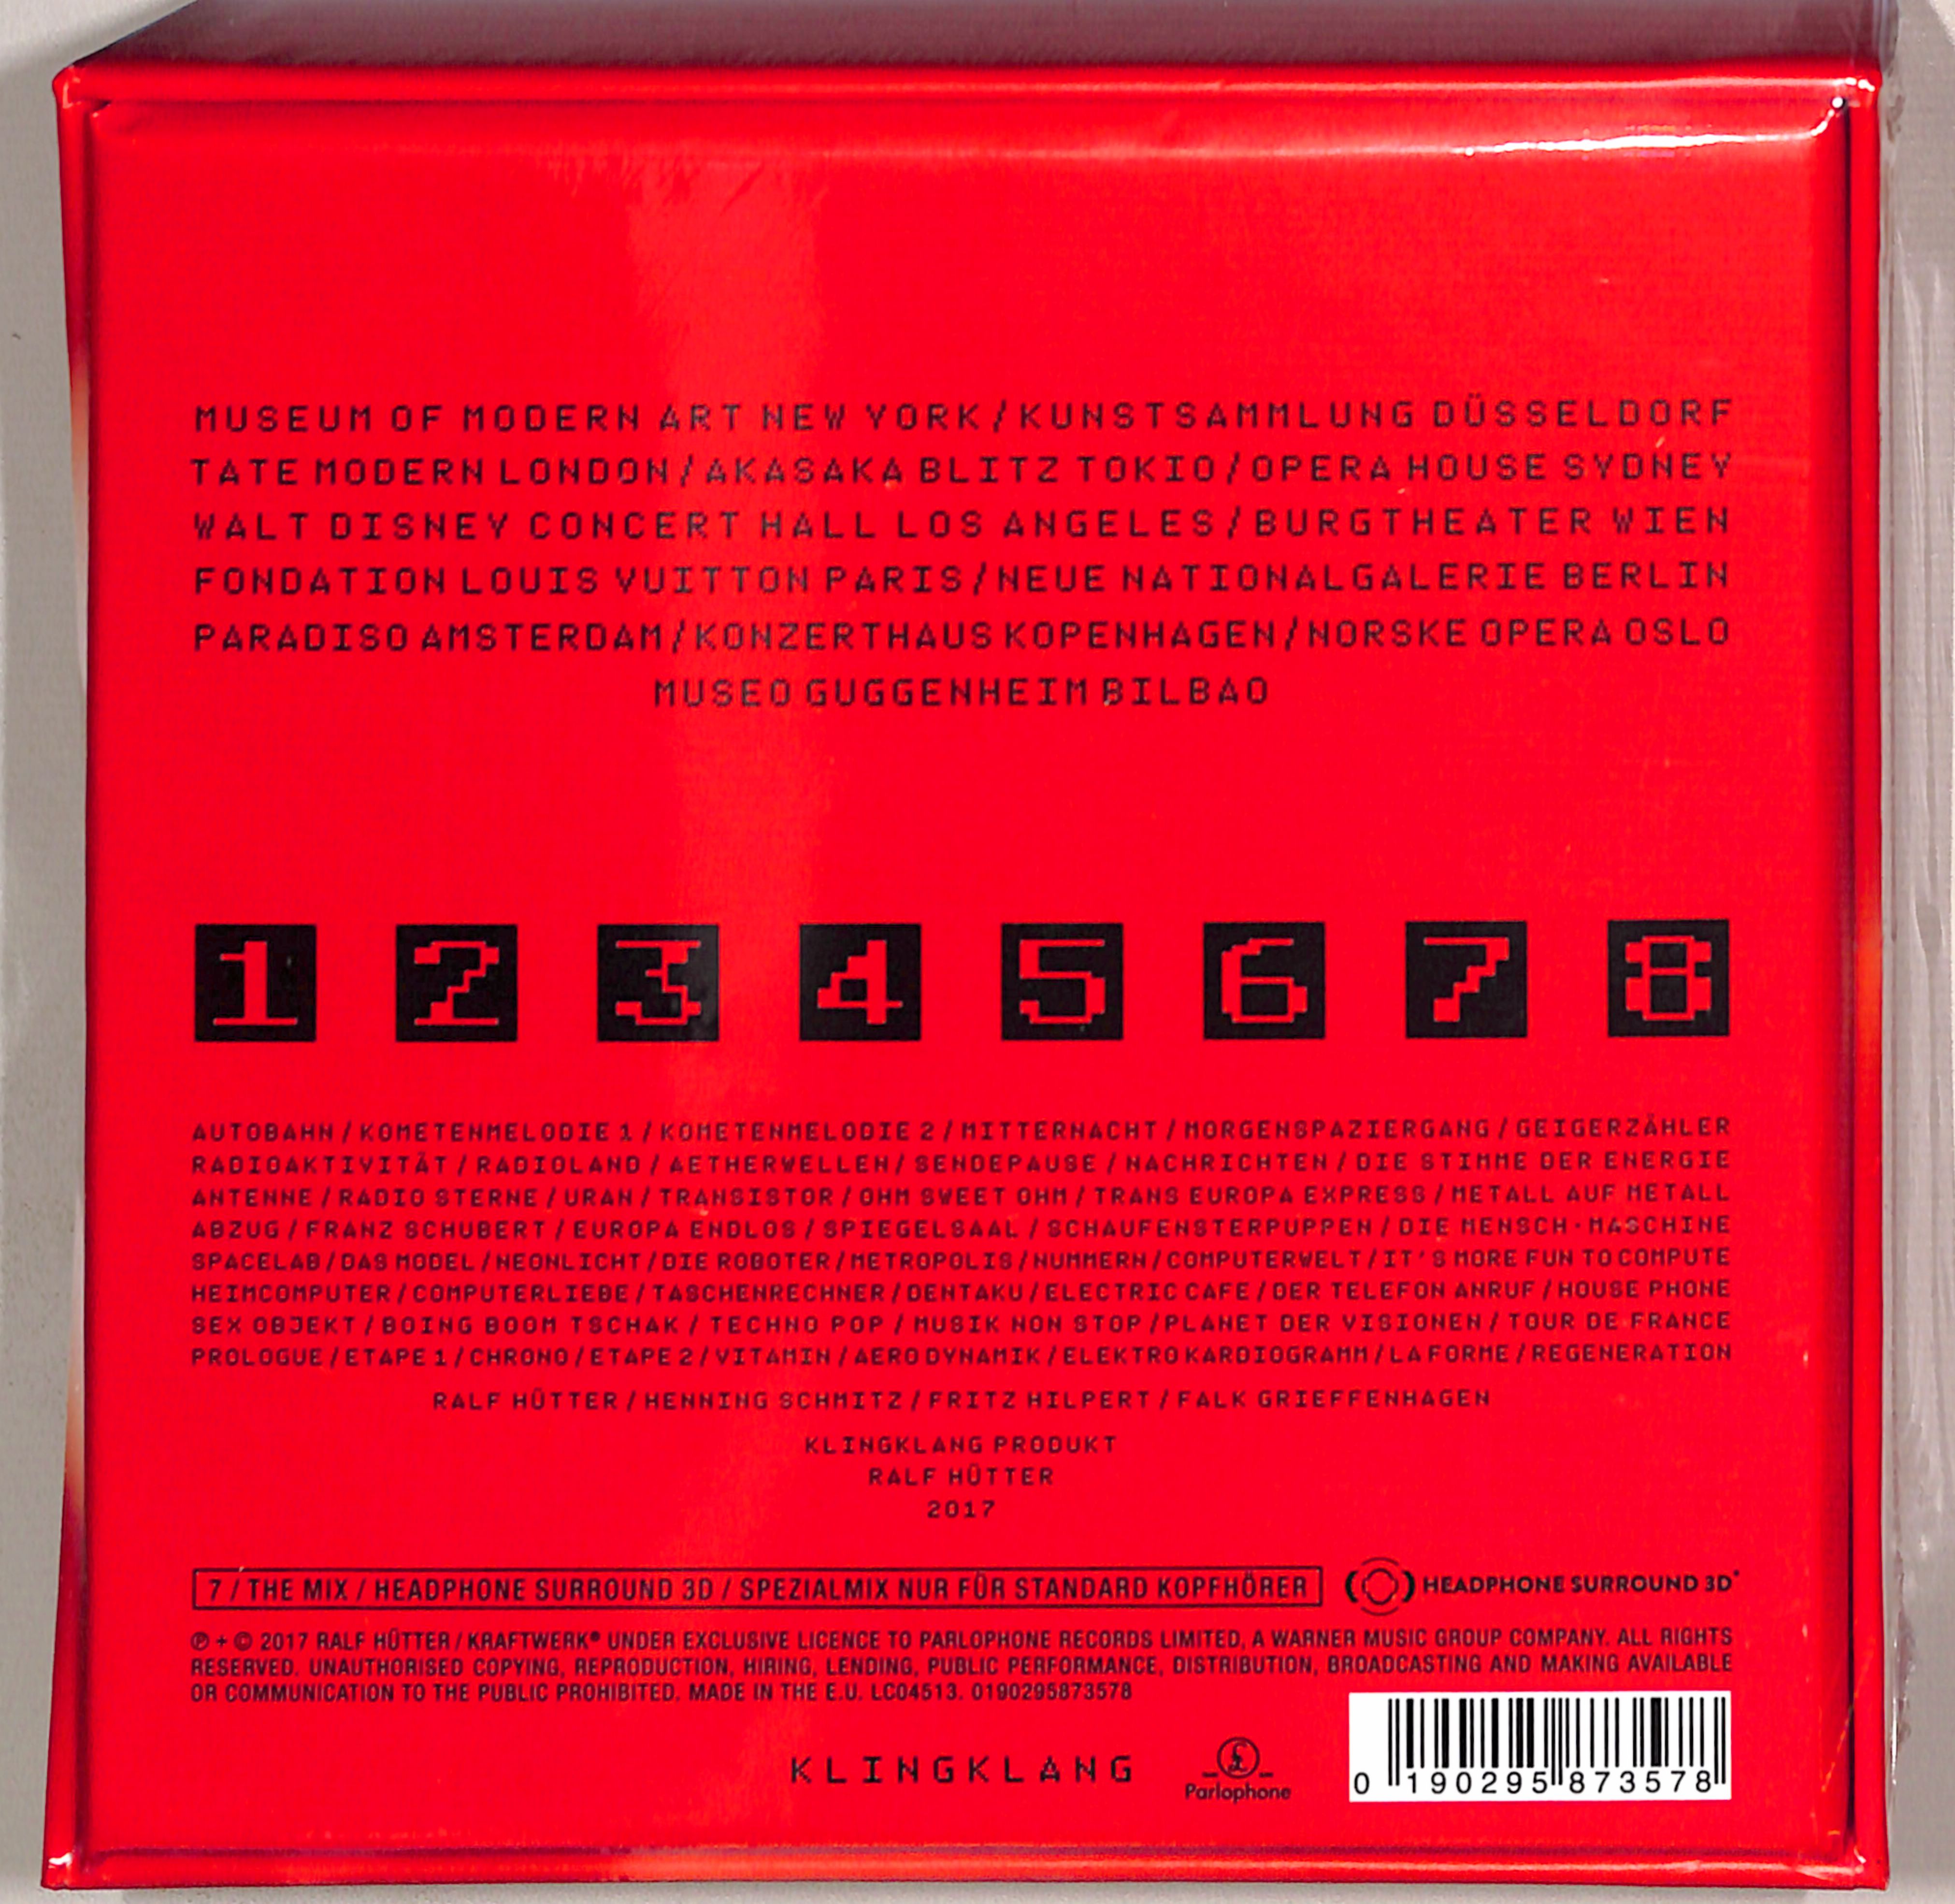 MUSEUM OF MODERN ART NEW YORK/KUNSTSAMMLUNG DÜSSELDORF
TATE MODERN LONDON/AKASAKA BLITZ TOKIO/OPERA HOUSE SYDNEY
WALT DISNEY CONCERT HALL LOS ANGELES/BURGTHEATER WIEN
FONDATION LOUIS VUITTON PARIS/NEUE NATIONALGALERIE BERLIN
PARADISO AMSTERDAM/KONZERTHAUS KOPENHAGEN/NORSKE OPERA OSLO
MUSEO GUGGENHEIM BILBAO
1 2 3 4 5 6 7 8
AUTOBAHN/KOMETENMELODIE 1/KOMETENMELODIE 2/MITTERNACHT/MORGENSPAZIERGANG/GEIGERZÄHLER
RADIOAKTIVITÄT/RADIOLAND/AETHERWELLEN/SENDEPAUSE/NACHRICHTEN/DIE STIMME DER ENERGIE
ANTENNE/RADIO STERNE/URAN/TRANSISTOR/OHM SWEET OHM/TRANS EUROPA EXPRESS/METALL AUF METALL
ABZUG/FRANZ SCHUBERT/EUROPA ENDLOS/SPIEGELSAAL/SCHAUFENSTERPUPPEN/DIE MENSCH·MASCHINE
SPACELAB/DAS MODEL/NEONLICHT/DIE ROBOTER/METROPOLIS/NUMMERN/COMPUTERWELT/IT'S MORE FUN TO COMPUTE
HEIMCOMPUTER/COMPUTERLIEBE/TASCHENRECHNER/DENTAKU/ELECTRIC CAFE/DER TELEFON ANRUF/HOUSE PHONE
SEX OBJEKT/BOING BOOM TSCHAK/TECHNO POP/MUSIK NON STOP/PLANET DER VISIONEN/TOUR DE FRANCE
PROLOGUE/ETAPE 1/CHRONO/ETAPE 2/VITAMIN/AERO DYNAMIK/ELEKTRO KARDIOGRAMM/LA FORME/REGENERATION
RALF HÜTTER/HENNING SCHMITZ/FRITZ HILPERT/FALK GRIEFFENHAGEN
KLINGKLANG PRODUKT
RALF HÜTTER
2017
7 / THE MIX / HEADPHONE SURROUND 3D / SPEZIALMIX NUR FÜR STANDARD KOPFHÖRER
HEADPHONE SURROUND 3D
℗ + © 2017 RALF HÜTTER / KRAFTWERK® UNDER EXCLUSIVE LICENCE TO PARLOPHONE RECORDS LIMITED, A WARNER MUSIC GROUP COMPANY. ALL RIGHTS
RESERVED. UNAUTHORISED COPYING, REPRODUCTION, HIRING, LENDING, PUBLIC PERFORMANCE, DISTRIBUTION, BROADCASTING AND MAKING AVAILABLE
OR COMMUNICATION TO THE PUBLIC PROHIBITED. MADE IN THE E.U. LC04513. 0190295873578
KLINGKLANG
£
Parlophone
0 190295 873578